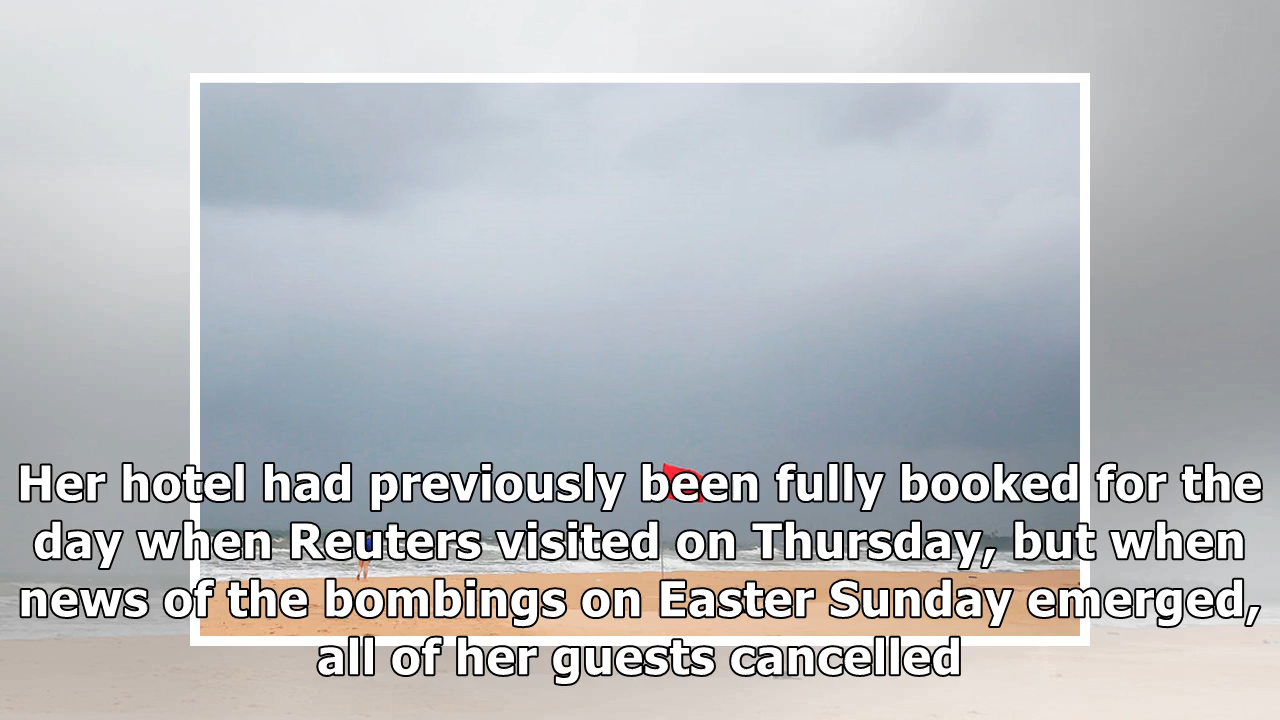 Her hotel had previously been fully booked for the
day when Reuters visited on Thursday, but when
news of the bombings on Easter Sunday emerged,
all of her guests cancelled